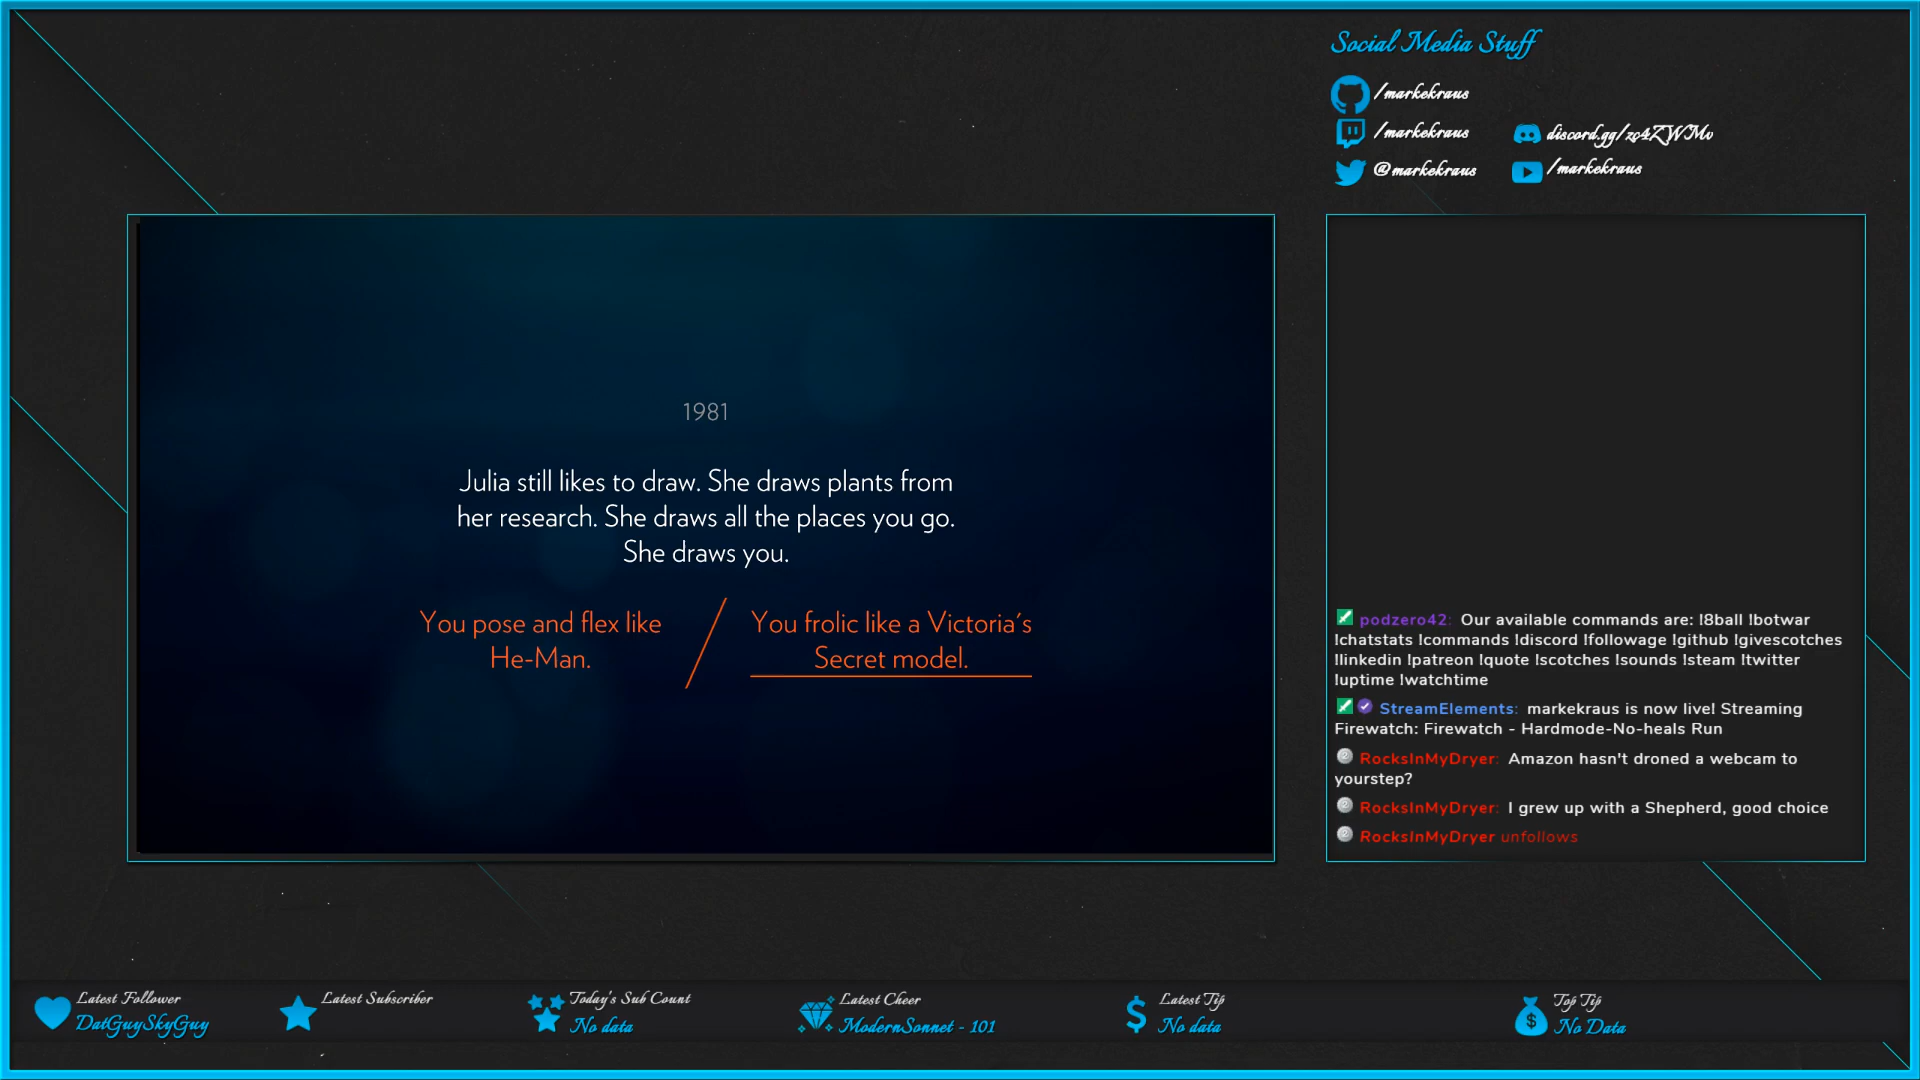 Social Media Stuff
/markekraus
/markekraus
discord.gg/zc4ZWMv
@markekraus
/markekraus
1981
Julia still likes to draw. She draws plants from
her research. She draws all the places you go.
She draws you.
You pose and flex like
He-Man.
You frolic like a Victoria's
Secret model.
podzero42: Our available commands are: !8ball !botwar
!chatstats !commands !discord !followage !github !givescotches
!linkedin !patreon !quote !scotches !sounds !steam !twitter
!uptime !watchtime
StreamElements: markekraus is now live! Streaming
Firewatch: Firewatch - Hardmode-No-heals Run
RocksInMyDryer: Amazon hasn't droned a webcam to
yourstep?
RocksInMyDryer: I grew up with a Shepherd, good choice
RocksInMyDryer unfollows
Latest Follower
DatGuySkyGuy
Latest Subscriber
Today's Sub Count
No data
Latest Cheer
ModernSonnet - 101
Latest Tip
No data
Top Tip
No Data